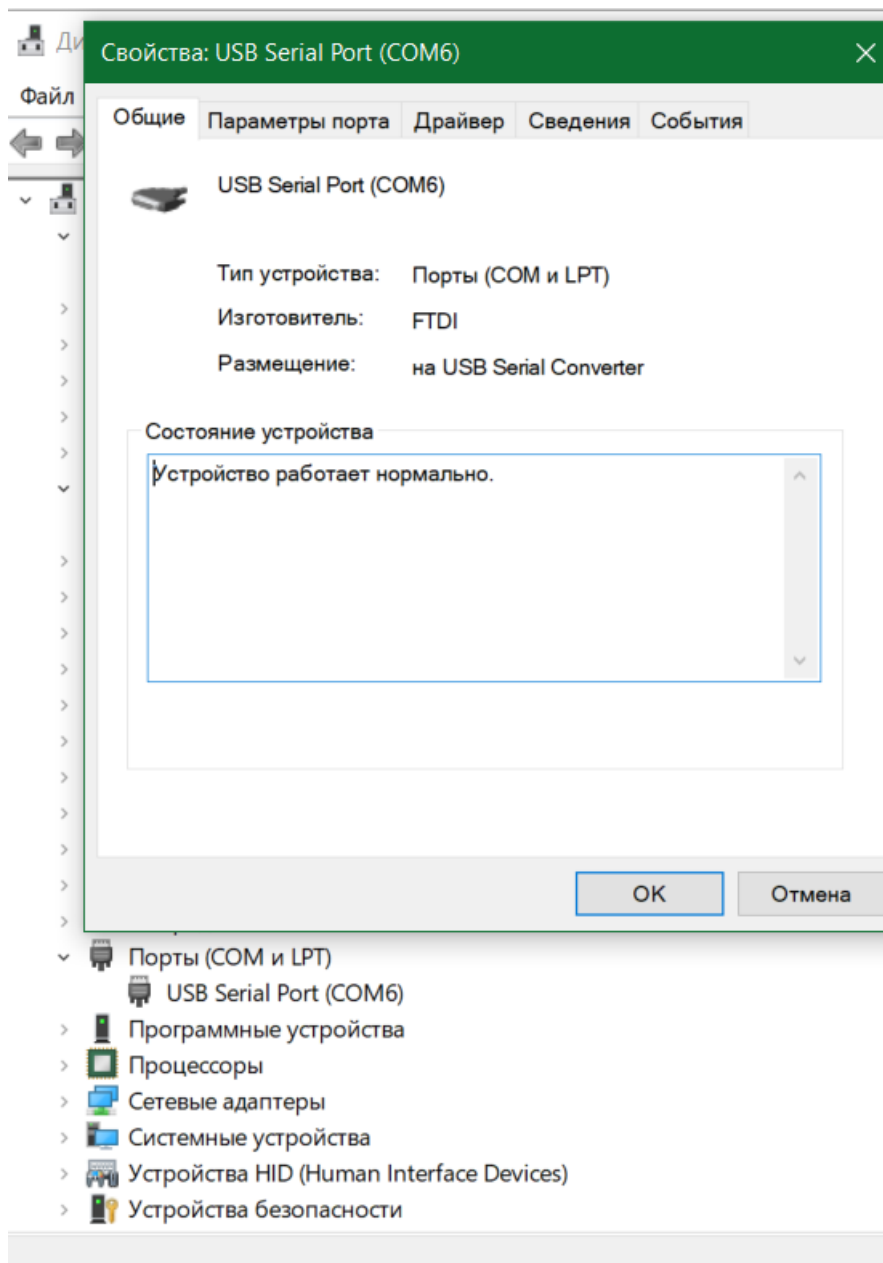 Ди
Свойства: USB Serial Port (COM6)
Файл
Общие
Параметры порта
Драйвер
Сведения
События
USB Serial Port (COM6)
Тип устройства:
Порты (COM и LPT)
Изготовитель:
FTDI
Размещение:
на USB Serial Converter
Состояние устройства
Устройство работает нормально.
OK
Отмена
Порты (COM и LPT)
USB Serial Port (COM6)
Программные устройства
Процессоры
Сетевые адаптеры
Системные устройства
Устройства HID (Human Interface Devices)
Устройства безопасности